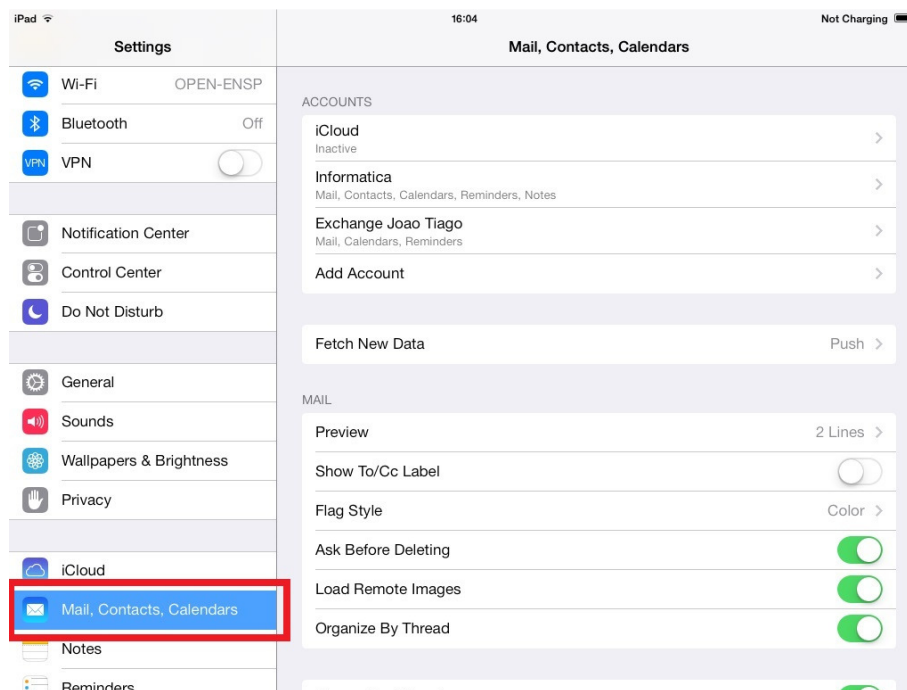 iPad
16:04
Not Charging
Settings
Mail, Contacts, Calendars
Wi-Fi OPEN-ENSP
Bluetooth Off
VPN VPN
Notification Center
Control Center
Do Not Disturb
General
Sounds
Wallpapers & Brightness
Privacy
iCloud
Mail, Contacts, Calendars
Notes
Reminders
ACCOUNTS
iCloud
Inactive
Informatica
Mail, Contacts, Calendars, Reminders, Notes
Exchange Joao Tiago
Mail, Calendars, Reminders
Add Account
Fetch New Data Push
MAIL
Preview 2 Lines
Show To/Cc Label
Flag Style Color
Ask Before Deleting
Load Remote Images
Organize By Thread